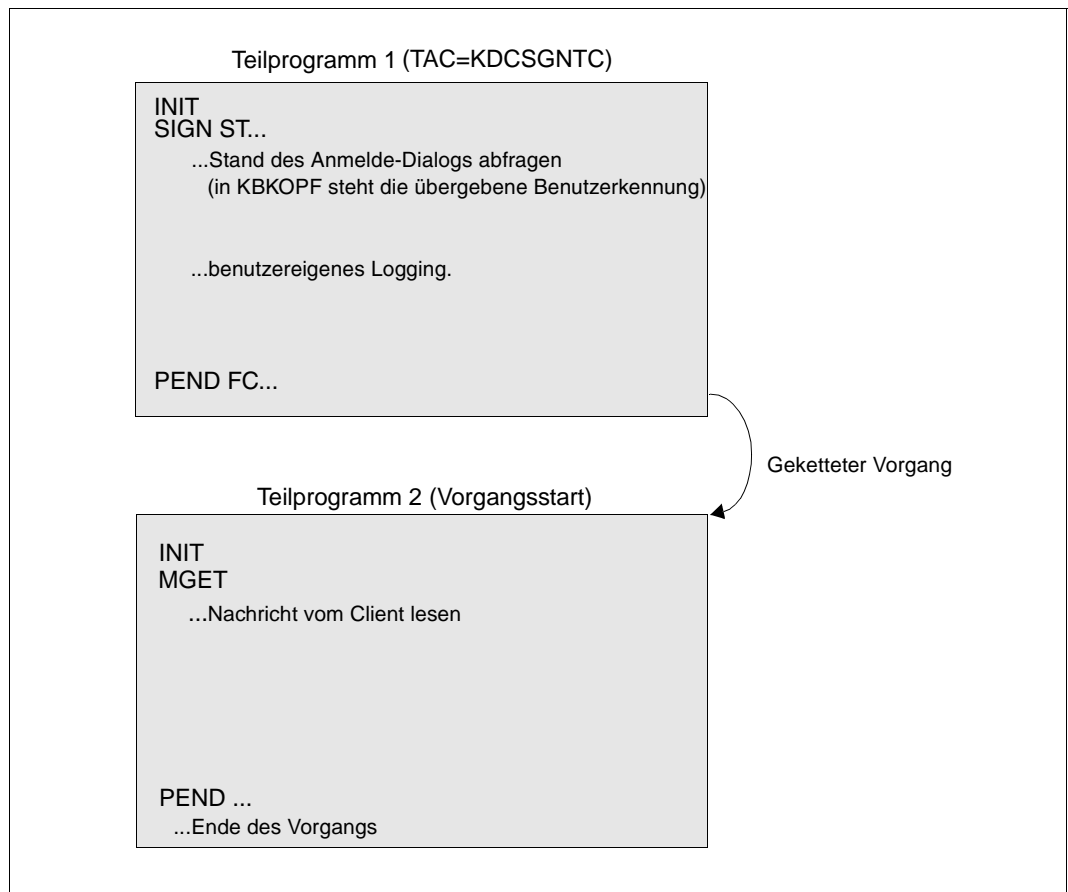 Teilprogramm 1 (TAC=KDCSGNTC)
INIT
SIGN ST...
...Stand des Anmelde-Dialogs abfragen
(in KBKOPF steht die übergebene Benutzerkennung)
...benutzereigenes Logging.
PEND FC...
Geketteter Vorgang
Teilprogramm 2 (Vorgangsstart)
INIT
MGET
...Nachricht vom Client lesen
PEND ...
...Ende des Vorgangs